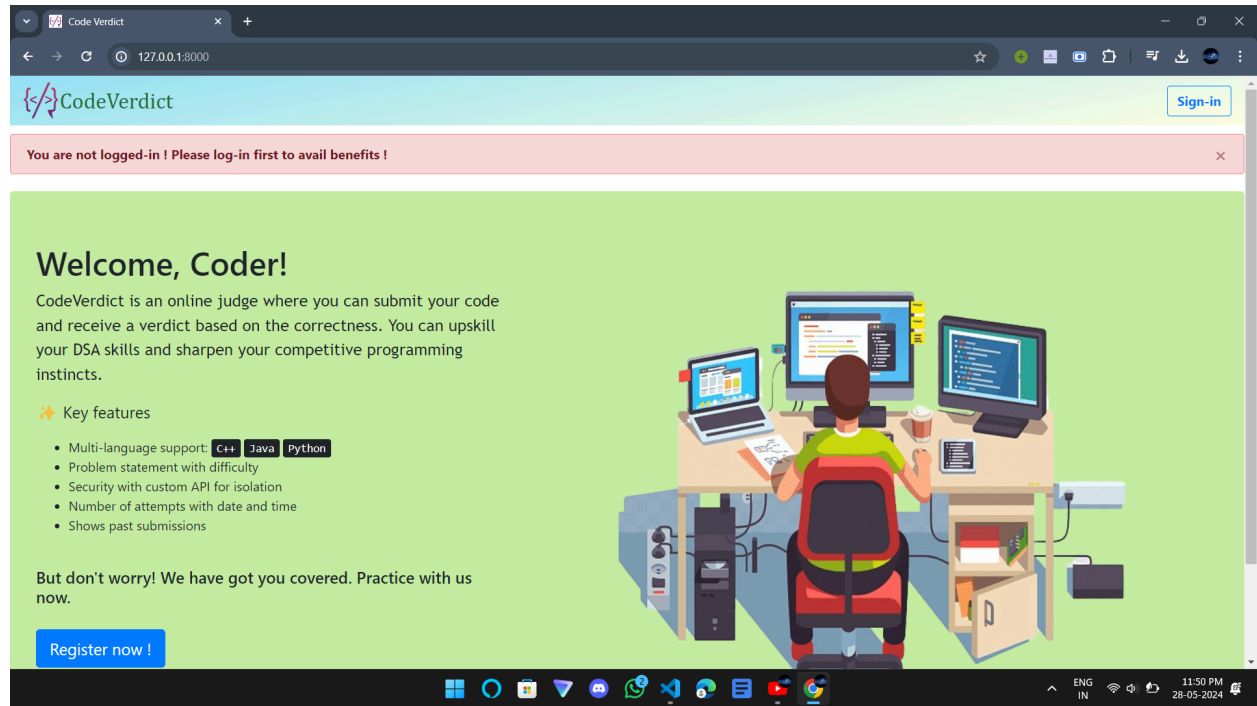 Code Verdict
127.0.0.1:8000
{</>}CodeVerdict
Sign-in
You are not logged-in ! Please log-in first to avail benefits !
Welcome, Coder!
CodeVerdict is an online judge where you can submit your code
and receive a verdict based on the correctness. You can upskill
your DSA skills and sharpen your competitive programming
instincts.
✨ Key features
• Multi-language support: C++ Java Python
• Problem statement with difficulty
• Security with custom API for isolation
• Number of attempts with date and time
• Shows past submissions
But don't worry! We have got you covered. Practice with us
now.
Register now !
2
ENG
IN
11:50 PM
28-05-2024